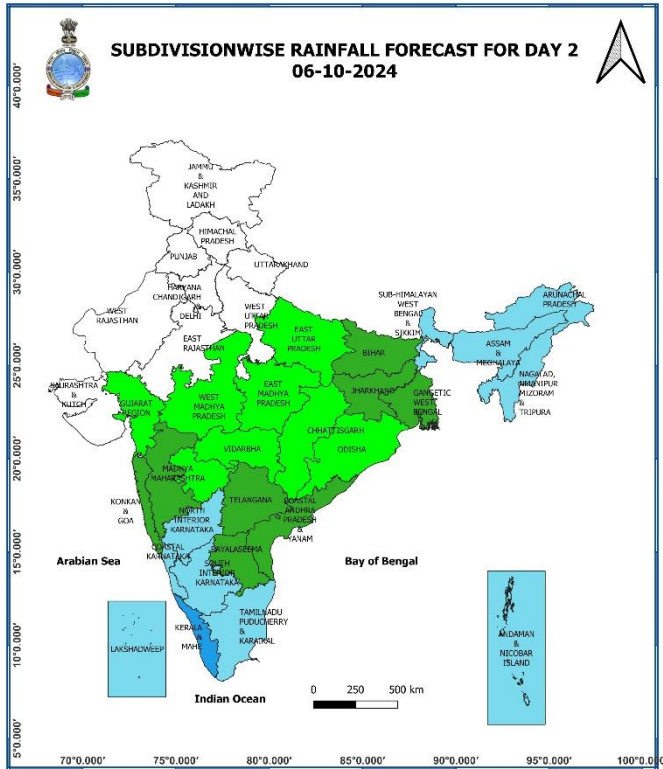 SUBDIVISIONWISE RAINFALL FORECAST FOR DAY 2
06-10-2024
40°0.000'
35°0.000'
30°0.000'
25°0.000'
20°0.000'
15°0.000'
10°0.000'
5°0.000'
JAMMU
&
KASHMIR
AND
LADAKH
HIMACHAL
PRADESH
PUNJAB
UTTARAKHAND
HARYANA
CHANDIGARH
&
DELHI
WEST
RAJASTHAN
EAST
RAJASTHAN
WEST
UTTAR
PRADESH
EAST
UTTAR
PRADESH
SUB-HIMALAYAN
WEST
BENGAL
&
SIKKIM
ARUNACHAL
PRADESH
ASSAM
&
MEGHALAYA
NAGALAD,
MANIPUR
MIZORAM
&
TRIPURA
BIHAR
JHARKHAND
GANGETIC
WEST
BENGAL
SAURASHTRA
&
KUTCH
GUJARAT
REGION
WEST
MADHYA
PRADESH
EAST
MADHYA
PRADESH
CHHATTISGARH
ODISHA
VIDARBHA
MADHYA
MAHARASHTRA
KONKAN
&
GOA
TELANGANA
COASTAL
ANDHRA
PRADESH
&
YANAM
NORTH
INTERIOR
KARNATAKA
COASTAL
KARNATAKA
RAYALASEEMA
SOUTH
INTERIOR
KARNATAKA
Arabian Sea
Bay of Bengal
KERALA
&
MAHE
TAMILNADU
PUDUCHERRY
&
KARAIKAL
LAKSHADWEEP
ANDAMAN
&
NICOBAR
ISLAND
Indian Ocean
0 250 500 km
70°0.000' 75°0.000' 80°0.000' 85°0.000' 90°0.000' 95°0.000' 100°0.0